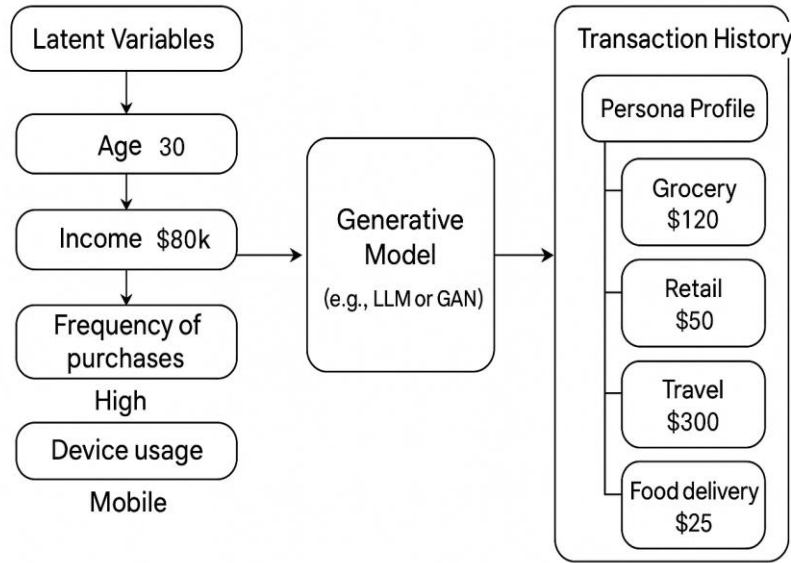 Latent Variables
Age 30
Income $80k
Frequency of
purchases
High
Device usage
Mobile
Generative
Model
(e.g., LLM or GAN)
Transaction History
Persona Profile
Grocery
$120
Retail
$50
Travel
$300
Food delivery
$25